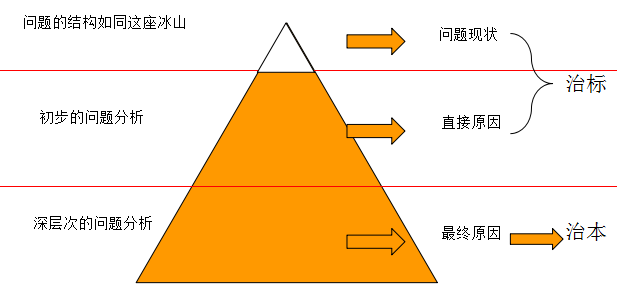 问题的结构如同这座冰山
问题现状
治标
初步的问题分析
直接原因
深层次的问题分析
最终原因
治本